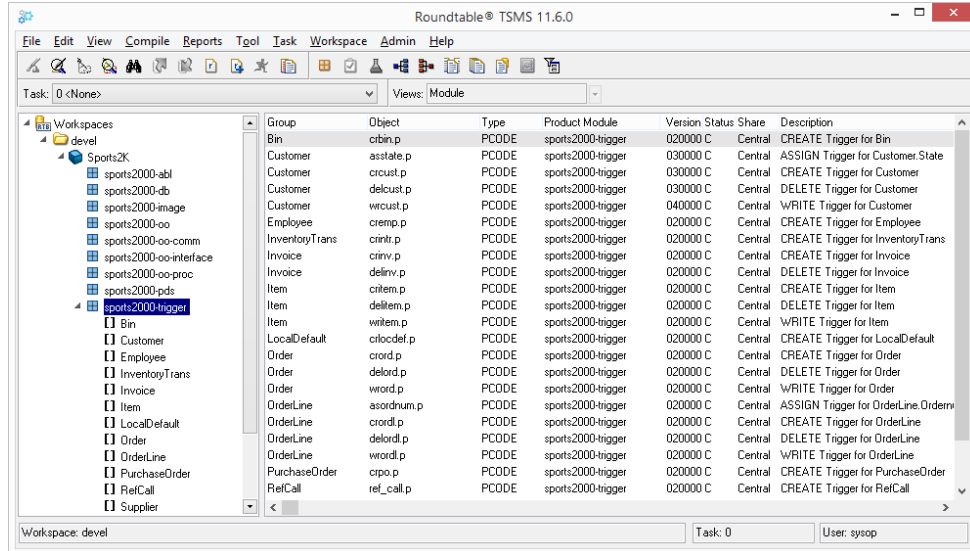 Roundtable® TSMS 11.6.0
File Edit View Compile Reports Tool Task Workspace Admin Help
Task: 0 <None> Views: Module
Workspaces
devel
Sports2K
sports2000-abl
sports2000-db
sports2000-image
sports2000-oo
sports2000-oo-comm
sports2000-oo-interface
sports2000-oo-proc
sports2000-pds
sports2000-trigger
Bin
Customer
Employee
InventoryTrans
Invoice
Item
LocalDefault
Order
OrderLine
PurchaseOrder
RefCall
Supplier
Group Object Type Product Module Version Status Share Description
Bin crbin.p PCODE sports2000-trigger 020000 C Central CREATE Trigger for Bin
Customer asstate.p PCODE sports2000-trigger 030000 C Central ASSIGN Trigger for Customer.State
Customer crcust.p PCODE sports2000-trigger 030000 C Central CREATE Trigger for Customer
Customer delcust.p PCODE sports2000-trigger 030000 C Central DELETE Trigger for Customer
Customer wrcust.p PCODE sports2000-trigger 040000 C Central WRITE Trigger for Customer
Employee cremp.p PCODE sports2000-trigger 020000 C Central CREATE Trigger for Employee
InventoryTrans crintr.p PCODE sports2000-trigger 020000 C Central CREATE Trigger for InventoryTrans
Invoice crinv.p PCODE sports2000-trigger 020000 C Central CREATE Trigger for Invoice
Invoice delinv.p PCODE sports2000-trigger 020000 C Central DELETE Trigger for Invoice
Item critem.p PCODE sports2000-trigger 020000 C Central CREATE Trigger for Item
Item delitem.p PCODE sports2000-trigger 020000 C Central DELETE Trigger for Item
Item writem.p PCODE sports2000-trigger 020000 C Central WRITE Trigger for Item
LocalDefault crlocdef.p PCODE sports2000-trigger 020000 C Central CREATE Trigger for LocalDefault
Order crord.p PCODE sports2000-trigger 020000 C Central CREATE Trigger for Order
Order delord.p PCODE sports2000-trigger 020000 C Central DELETE Trigger for Order
Order wrord.p PCODE sports2000-trigger 020000 C Central WRITE Trigger for Order
OrderLine asordnum.p PCODE sports2000-trigger 020000 C Central ASSIGN Trigger for OrderLine.Ordern
OrderLine crordl.p PCODE sports2000-trigger 020000 C Central CREATE Trigger for OrderLine
OrderLine delordl.p PCODE sports2000-trigger 020000 C Central DELETE Trigger for OrderLine
OrderLine wrordl.p PCODE sports2000-trigger 020000 C Central WRITE Trigger for OrderLine
PurchaseOrder crpo.p PCODE sports2000-trigger 020000 C Central CREATE Trigger for PurchaseOrder
RefCall ref_call.p PCODE sports2000-trigger 020000 C Central CREATE Trigger for RefCall
Workspace: devel Task: 0 User: sysop